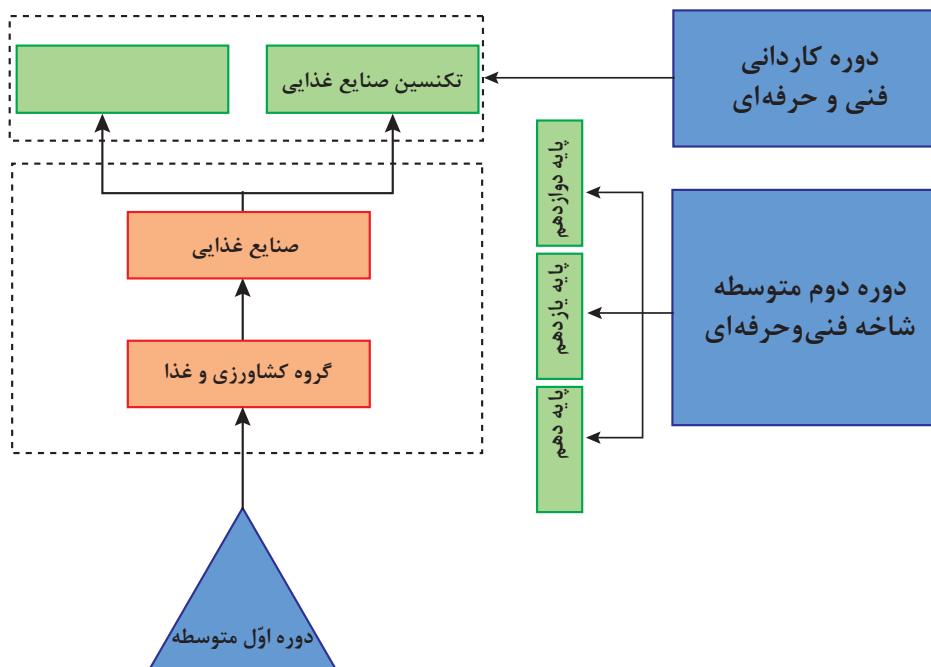 دوره کاردانی
فنی و حرفه‌ای
تکنسین صنایع غذایی
پایه دوازدهم
پایه یازدهم
پایه دهم
دوره دوم متوسطه
شاخه فنی‌وحرفه‌ای
صنایع غذایی
گروه کشاورزی و غذا
دوره اوّل متوسطه